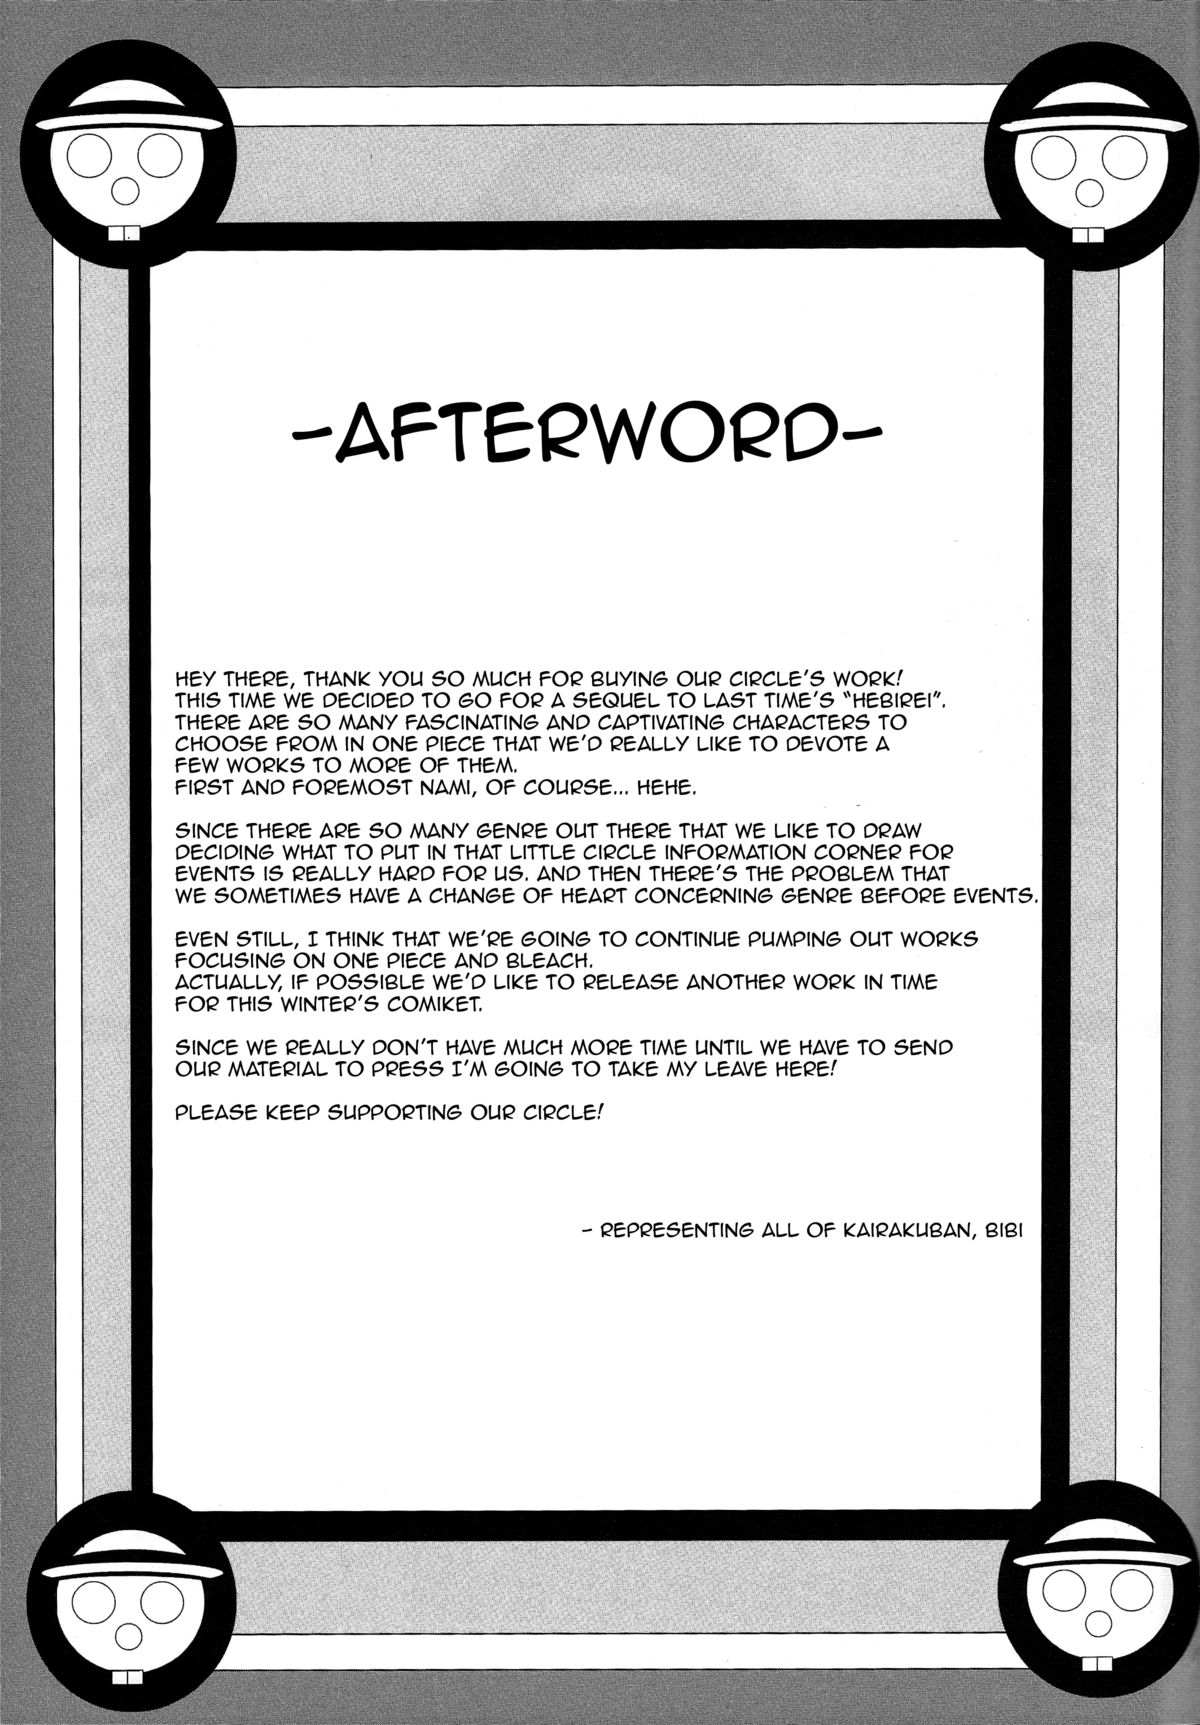 -AFTERWORD-
HEY THERE, THANK YOU SO MUCH FOR BUYING OUR CIRCLE'S WORK!
THIS TIME WE DECIDED TO GO FOR A SEQUEL TO LAST TIME'S "HEBIREI".
THERE ARE SO MANY FASCINATING AND CAPTIVATING CHARACTERS TO
CHOOSE FROM IN ONE PIECE THAT WE'D REALLY LIKE TO DEVOTE A
FEW WORKS TO MORE OF THEM.
FIRST AND FOREMOST NAMI, OF COURSE... HEHE.
SINCE THERE ARE SO MANY GENRE OUT THERE THAT WE LIKE TO DRAW
DECIDING WHAT TO PUT IN THAT LITTLE CIRCLE INFORMATION CORNER FOR
EVENTS IS REALLY HARD FOR US. AND THEN THERE'S THE PROBLEM THAT
WE SOMETIMES HAVE A CHANGE OF HEART CONCERNING GENRE BEFORE EVENTS.
EVEN STILL, I THINK THAT WE'RE GOING TO CONTINUE PUMPING OUT WORKS
FOCUSING ON ONE PIECE AND BLEACH.
ACTUALLY, IF POSSIBLE WE'D LIKE TO RELEASE ANOTHER WORK IN TIME
FOR THIS WINTER'S COMIKET.
SINCE WE REALLY DON'T HAVE MUCH MORE TIME UNTIL WE HAVE TO SEND
OUR MATERIAL TO PRESS I'M GOING TO TAKE MY LEAVE HERE!
PLEASE KEEP SUPPORTING OUR CIRCLE!
- REPRESENTING ALL OF KAIRAKUBAN, BIBI